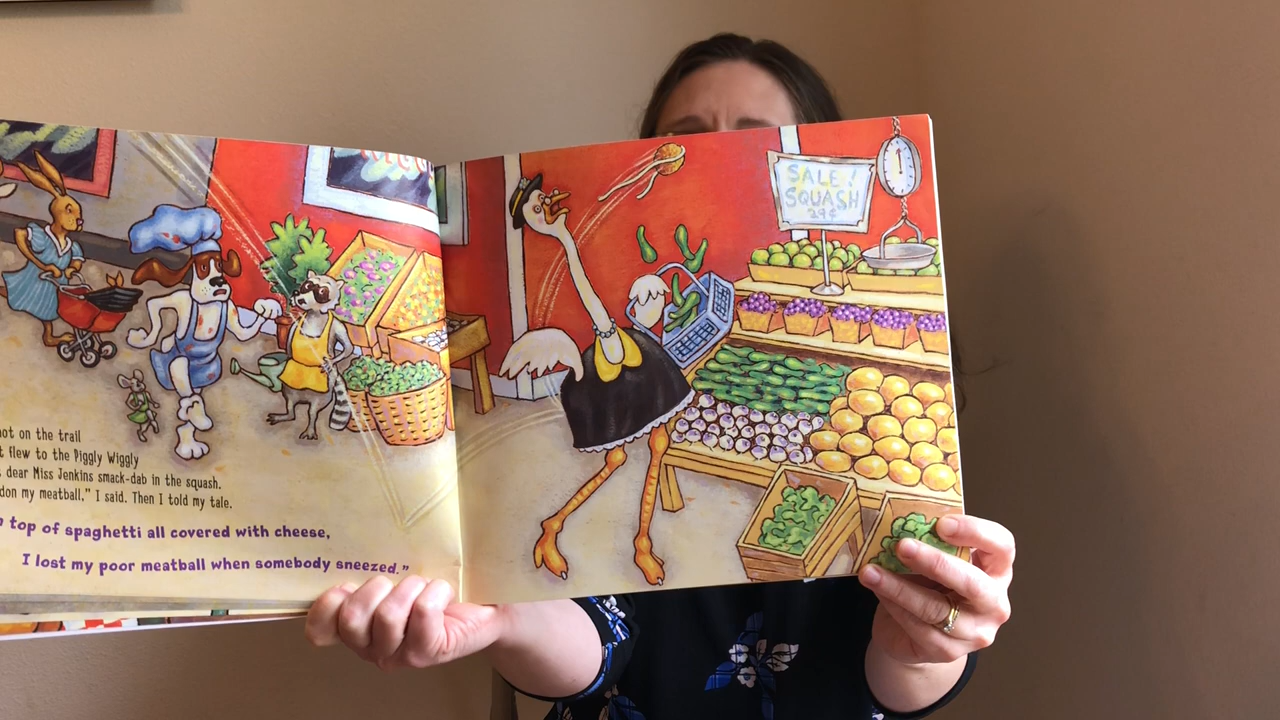 SALE!
SQUASH
29¢
on the trail
flew to the Piggly Wiggly
dear Miss Jenkins smack-dab in the squash.
my meatball," I said. Then I told my tale.
top of spaghetti all covered with cheese,
I lost my poor meatball when somebody sneezed."